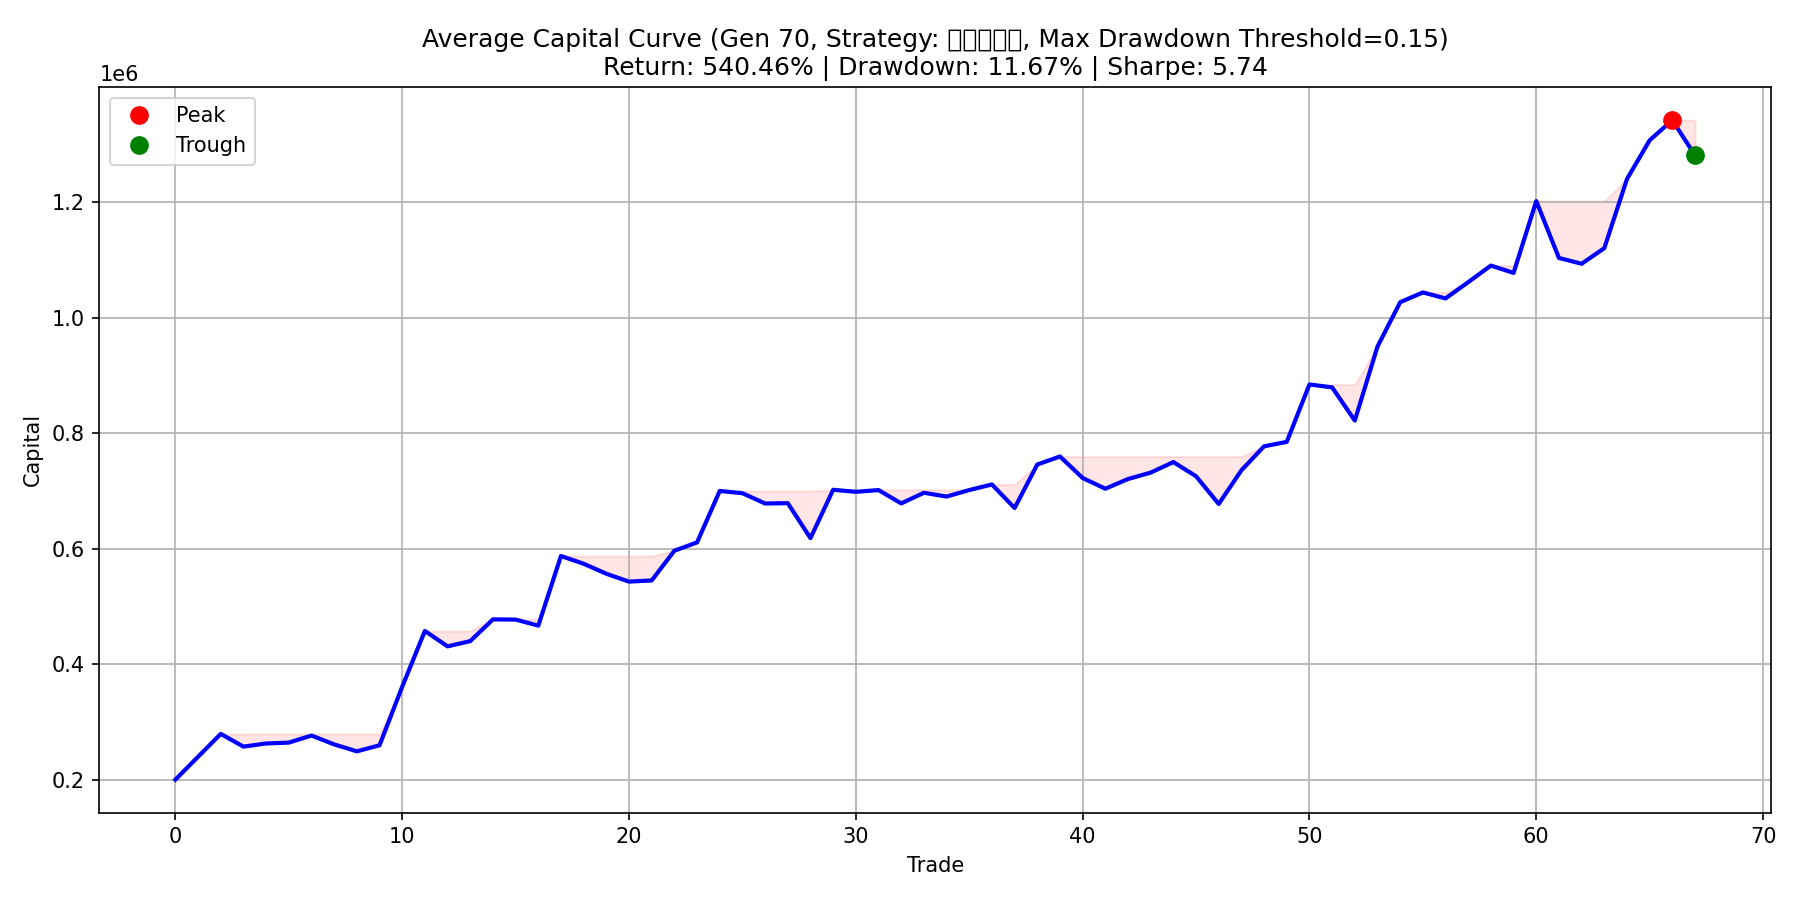 Average Capital Curve (Gen 70, Strategy: , Max Drawdown Threshold=0.15)
Return: 540.46% | Drawdown: 11.67% | Sharpe: 5.74
1e6
Peak
Trough
1.2
1.0
0.8
0.6
0.4
0.2
Capital
0 10 20 30 40 50 60 70
Trade